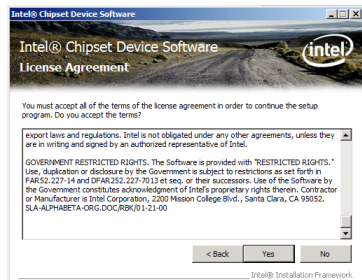 Intel® Chipset Device Software
Intel® Chipset Device Software
License Agreement
intel
You must accept all of the terms of the license agreement in order to continue the setup
program. Do you accept the terms?
export laws and regulations. Intel is not obligated under any other agreements, unless they
are in writing and signed by an authorized representative of Intel.
GOVERNMENT RESTRICTED RIGHTS. The Software is provided with "RESTRICTED RIGHTS."
Use, duplication or disclosure by the Government is subject to restrictions as set forth in
FAR52.227-14 and DFAR252.227-7013 et seq. or their successors. Use of the Software by
the Government constitutes acknowledgment of Intel's proprietary rights therein. Contractor
or Manufacturer is Intel Corporation, 2200 Mission College Blvd., Santa Clara, CA 95052.
SLA-ALPHABETA-ORG.DOC/RBK/01-21-00
< Back
Yes
No
Intel® Installation Framework